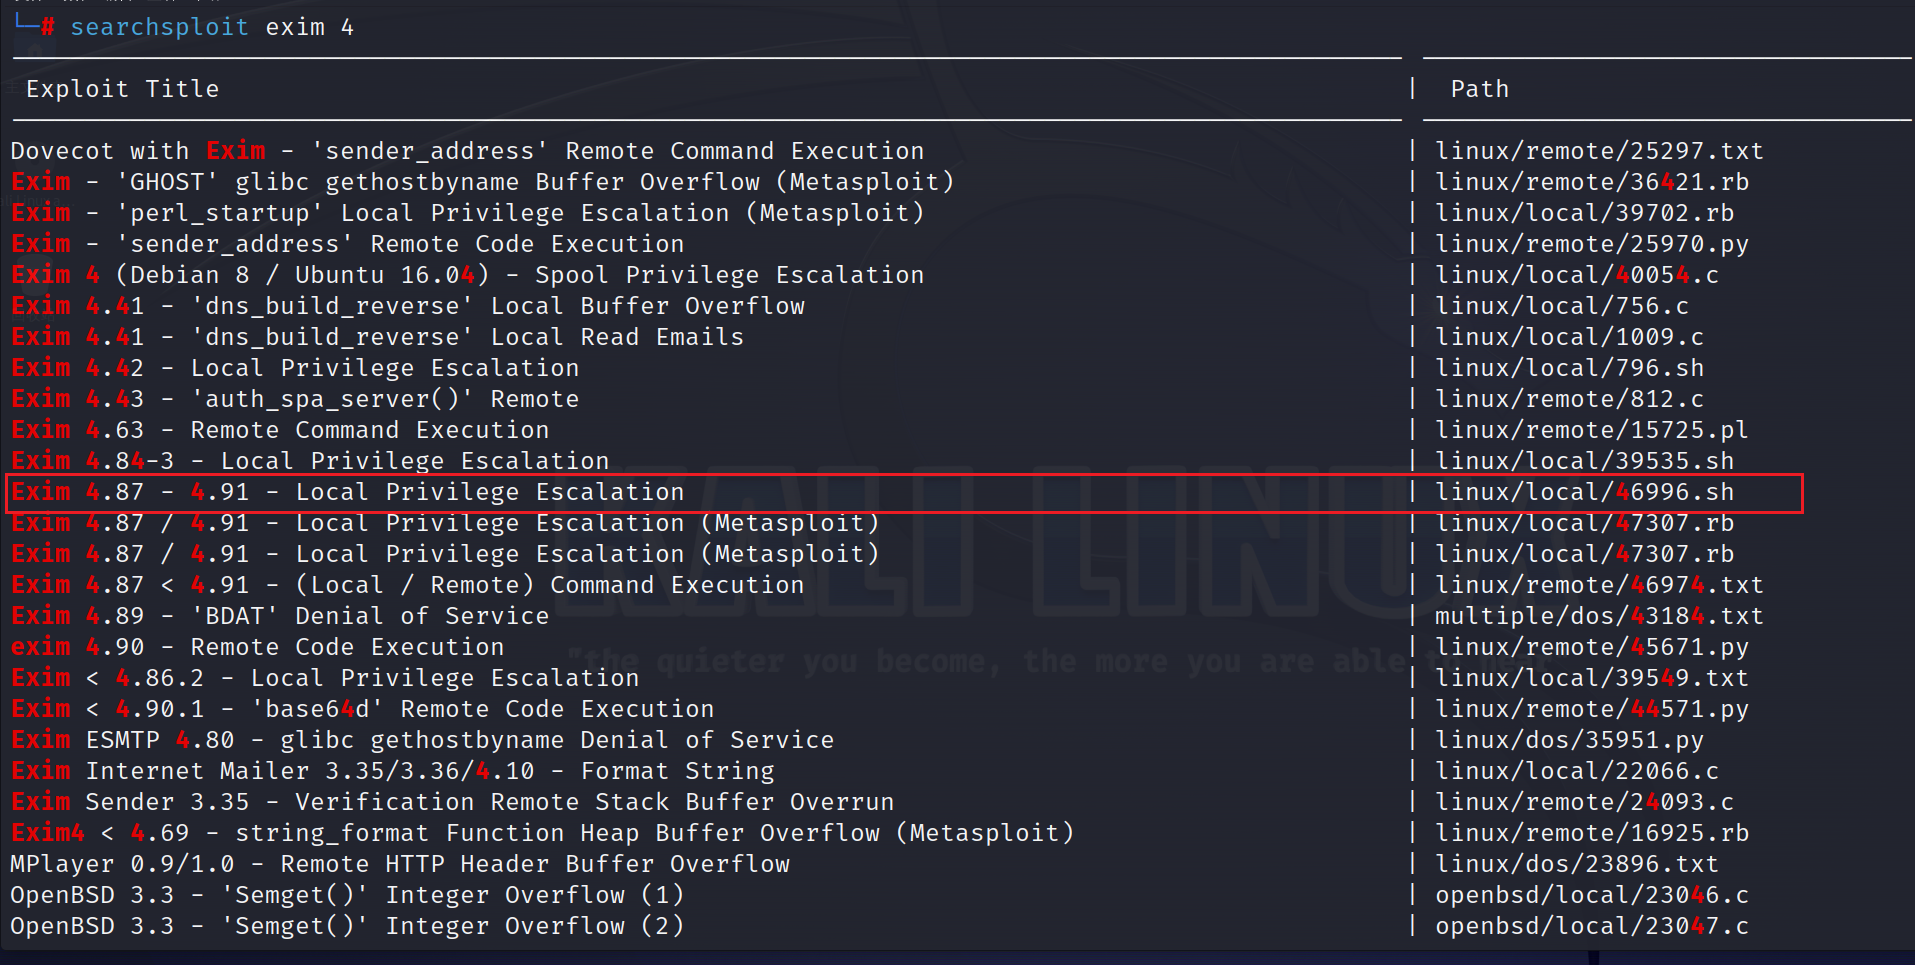 └─# searchsploit exim 4
Exploit Title | Path
Dovecot with Exim - 'sender_address' Remote Command Execution | linux/remote/25297.txt
Exim - 'GHOST' glibc gethostbyname Buffer Overflow (Metasploit) | linux/remote/36421.rb
Exim - 'perl_startup' Local Privilege Escalation (Metasploit) | linux/local/39702.rb
Exim - 'sender_address' Remote Code Execution | linux/remote/25970.py
Exim 4 (Debian 8 / Ubuntu 16.04) - Spool Privilege Escalation | linux/local/40054.c
Exim 4.41 - 'dns_build_reverse' Local Buffer Overflow | linux/local/756.c
Exim 4.41 - 'dns_build_reverse' Local Read Emails | linux/local/1009.c
Exim 4.42 - Local Privilege Escalation | linux/local/796.sh
Exim 4.43 - 'auth_spa_server()' Remote | linux/remote/812.c
Exim 4.63 - Remote Command Execution | linux/remote/15725.pl
Exim 4.84-3 - Local Privilege Escalation | linux/local/39535.sh
Exim 4.87 - 4.91 - Local Privilege Escalation | linux/local/46996.sh
Exim 4.87 / 4.91 - Local Privilege Escalation (Metasploit) | linux/local/47307.rb
Exim 4.87 / 4.91 - Local Privilege Escalation (Metasploit) | linux/local/47307.rb
Exim 4.87 < 4.91 - (Local / Remote) Command Execution | linux/remote/46974.txt
Exim 4.89 - 'BDAT' Denial of Service | multiple/dos/43184.txt
exim 4.90 - Remote Code Execution | linux/remote/45671.py
Exim < 4.86.2 - Local Privilege Escalation | linux/local/39549.txt
Exim < 4.90.1 - 'base64d' Remote Code Execution | linux/remote/44571.py
Exim ESMTP 4.80 - glibc gethostbyname Denial of Service | linux/dos/35951.py
Exim Internet Mailer 3.35/3.36/4.10 - Format String | linux/local/22066.c
Exim Sender 3.35 - Verification Remote Stack Buffer Overrun | linux/remote/24093.c
Exim4 < 4.69 - string_format Function Heap Buffer Overflow (Metasploit) | linux/remote/16925.rb
MPlayer 0.9/1.0 - Remote HTTP Header Buffer Overflow | linux/dos/23896.txt
OpenBSD 3.3 - 'Semget()' Integer Overflow (1) | openbsd/local/23046.c
OpenBSD 3.3 - 'Semget()' Integer Overflow (2) | openbsd/local/23047.c
KALI LINUX
"the quieter you become, the more you are able to hear